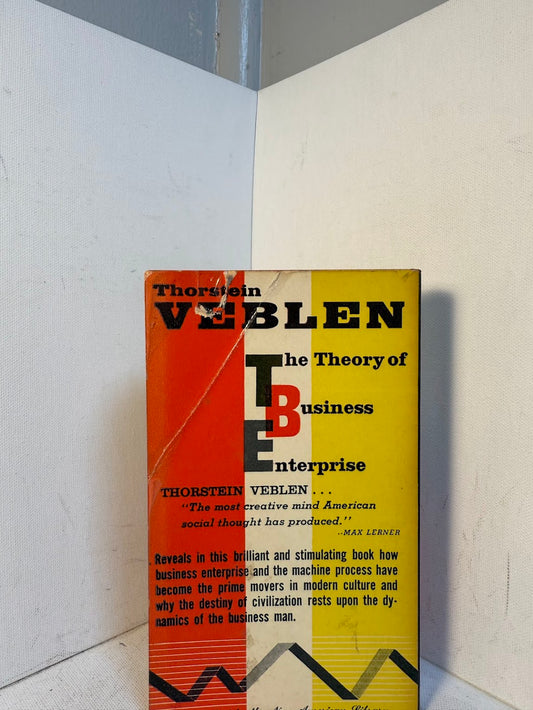 Thorstein
VEBLEN
The Theory of
Business
Enterprise
THORSTEIN VEBLEN...
"The most creative mind American
social thought has produced."
--MAX LERNER
Reveals in this brilliant and stimulating book how
business enterprise and the machine process have
become the prime movers in modern culture and
why the destiny of civilization rests upon the dy-
namics of the business man.